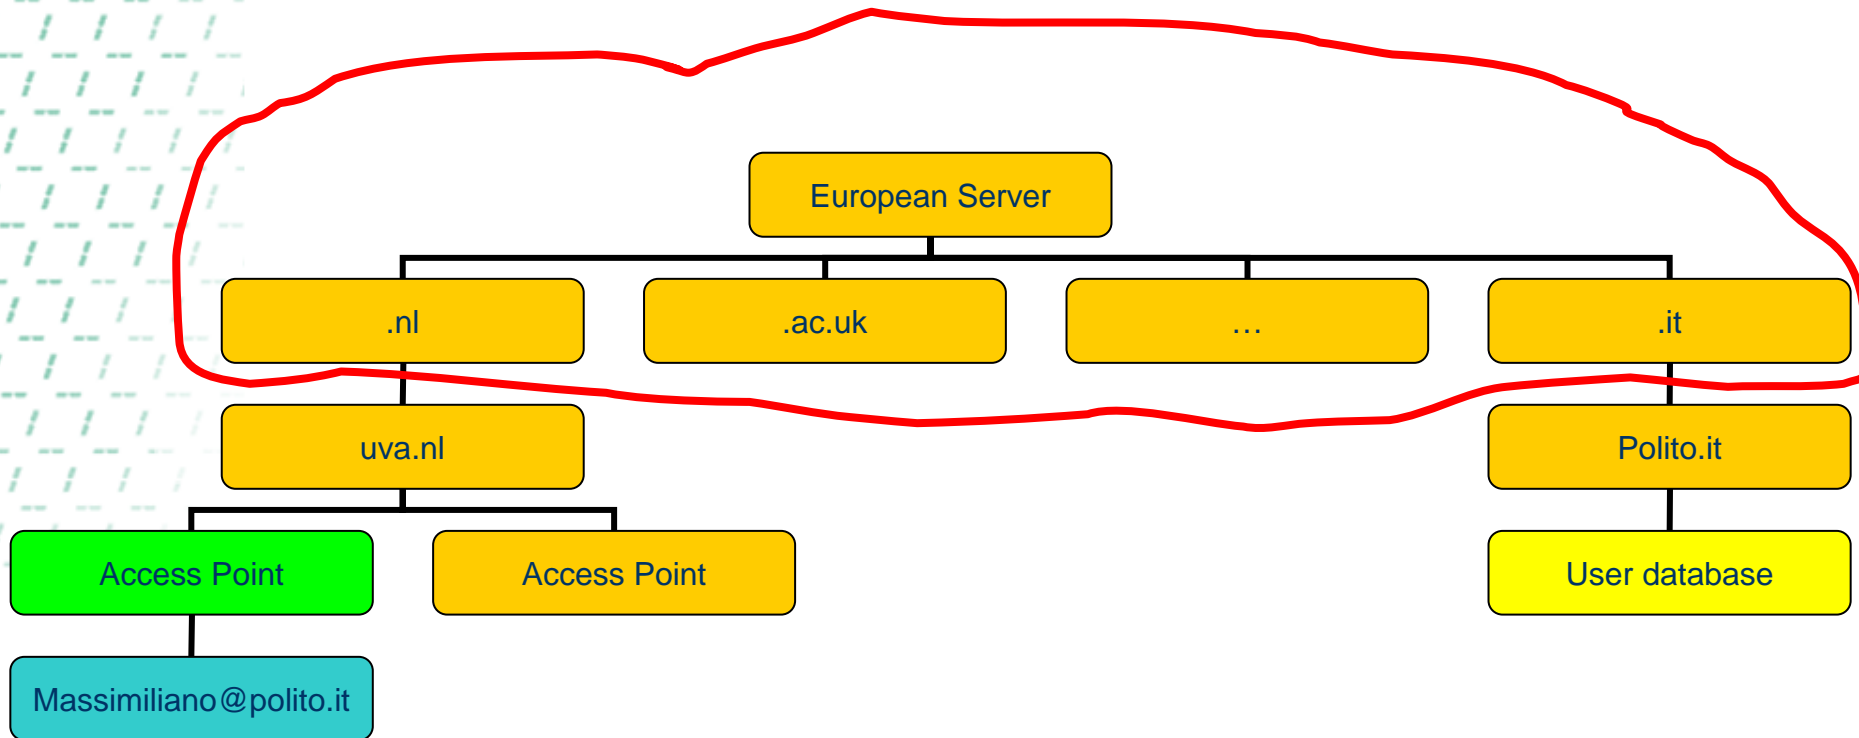 European Server
.nl
.ac.uk
…
.it
uva.nl
Polito.it
Access Point
Access Point
User database
Massimiliano@polito.it